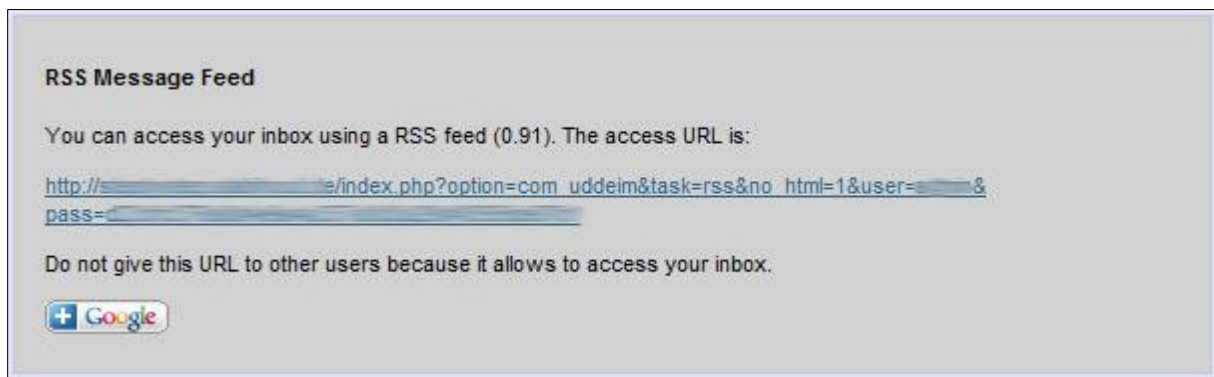 RSS Message Feed
You can access your inbox using a RSS feed (0.91). The access URL is:
http://e/index.php?option=com_uddeim&task=rss&no_html=1&user=&
pass=
Do not give this URL to other users because it allows to access your inbox.
Google